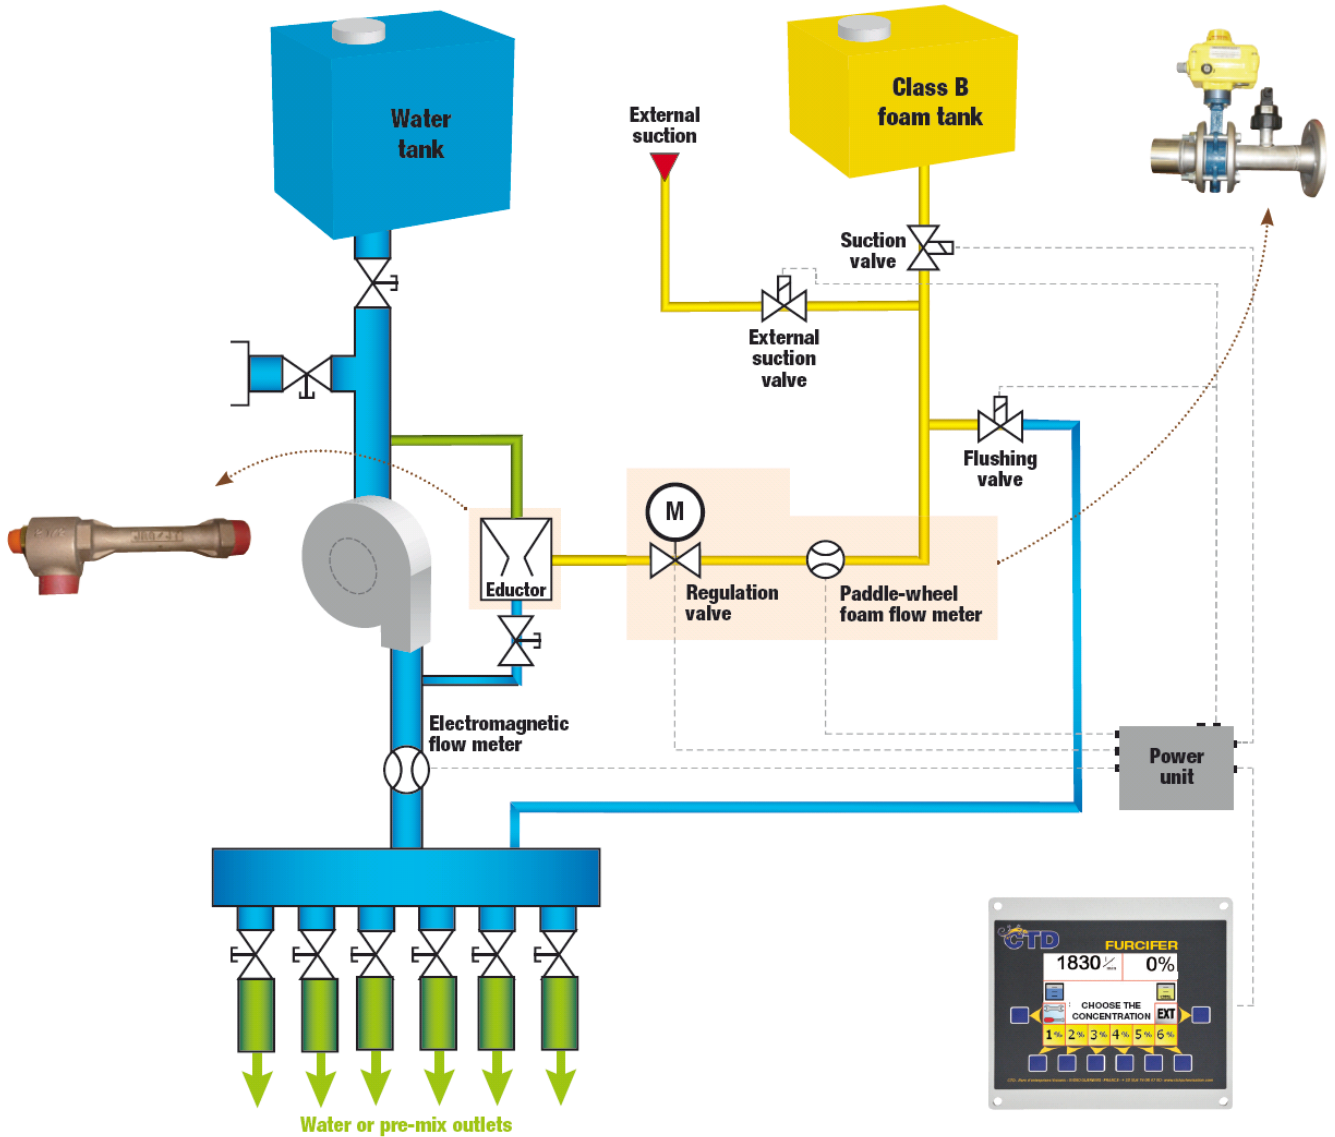 Water
tank
Class B
foam tank
External
suction
Suction
valve
External
suction
valve
Flushing
valve
M
Eductor
Regulation
valve
Paddle-wheel
foam flow meter
Electromagnetic
flow meter
Power
unit
CTD
FURCIFER
1830 l/min 0%
CHOOSE THE
CONCENTRATION EXT
1% 2% 3% 4% 5% 6%
Water or pre-mix outlets